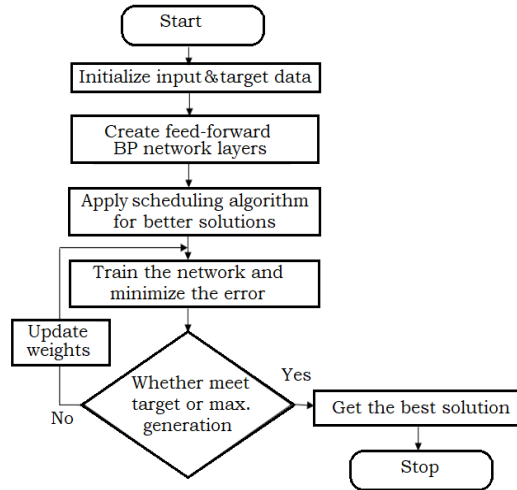 Start
Initialize input & target data
Create feed-forward
BP network layers
Apply scheduling algorithm
for better solutions
Train the network and
minimize the error
Update
weights
Whether meet
target or max.
generation
Yes
No
Get the best solution
Stop